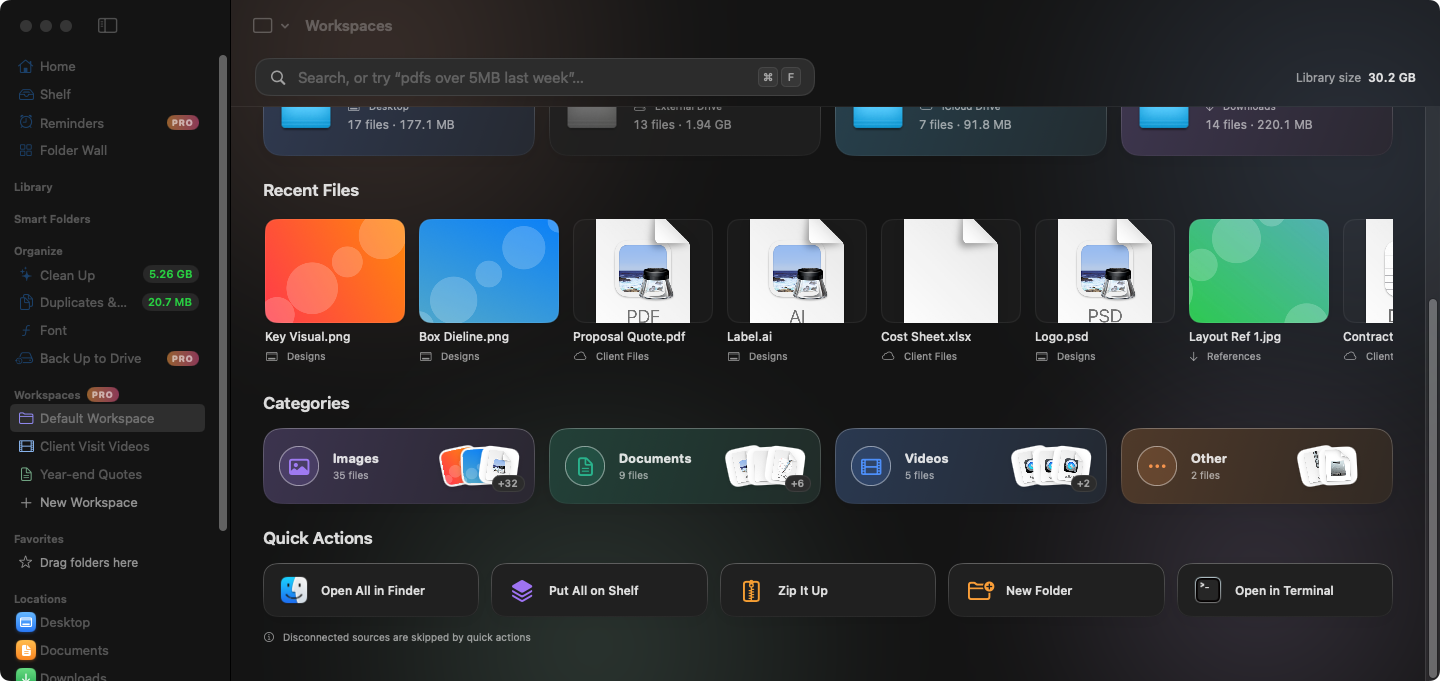 Workspaces
Search, or try “pdfs over 5MB last week”...
⌘ F
Library size 30.2 GB
Home
Shelf
Reminders PRO
Folder Wall
Library
Smart Folders
Organize
Clean Up 5.26 GB
Duplicates &... 20.7 MB
Font
Back Up to Drive PRO
Workspaces PRO
Default Workspace
Client Visit Videos
Year-end Quotes
New Workspace
Favorites
Drag folders here
Locations
Desktop
Documents
Downloads
Desktop
17 files · 177.1 MB
External Drive
13 files · 1.94 GB
iCloud Drive
7 files · 91.8 MB
Downloads
14 files · 220.1 MB
Recent Files
PDF
AI
PSD
Key Visual.png
Designs
Box Dieline.png
Designs
Proposal Quote.pdf
Client Files
Label.ai
Designs
Cost Sheet.xlsx
Client Files
Logo.psd
Designs
Layout Ref 1.jpg
References
Contract
Client
Categories
Images
35 files
+32
Documents
9 files
+6
Videos
5 files
+2
Other
2 files
Quick Actions
Open All in Finder
Put All on Shelf
Zip It Up
New Folder
Open in Terminal
Disconnected sources are skipped by quick actions